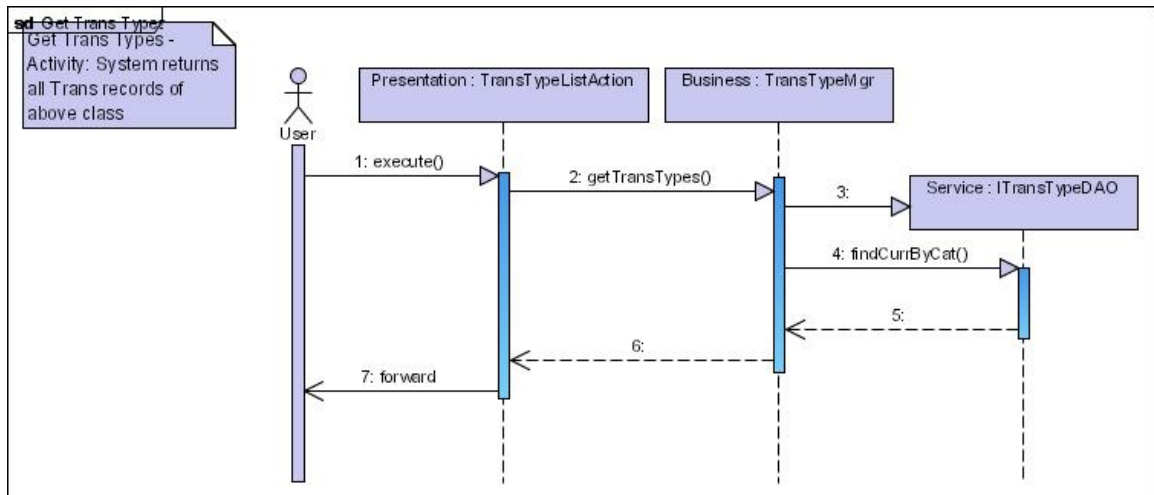 sd Get Trans Types
Get Trans Types -
Activity: System returns
all Trans records of
above class
User
Presentation : TransTypeListAction
Business : TransTypeMgr
1: execute()
2: getTransTypes()
3:
Service : ITransTypeDAO
4: findCurrByCat()
5:
6:
7: forward